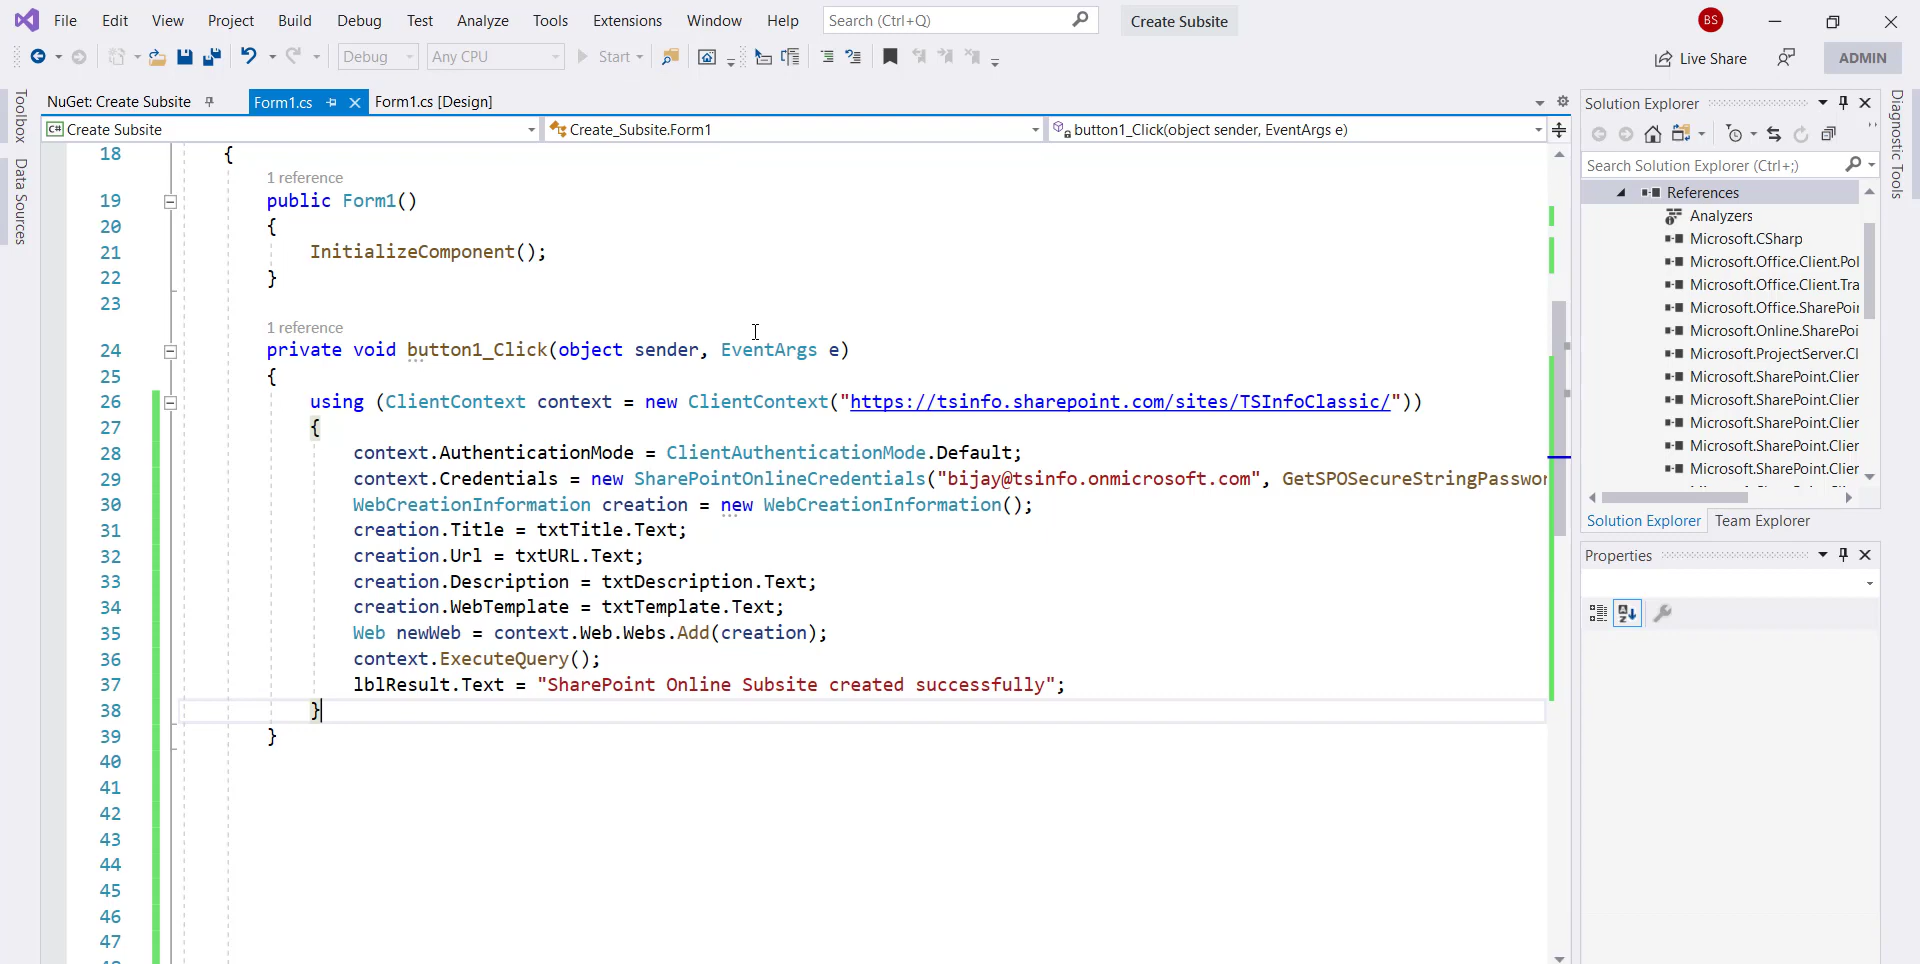 File Edit View Project Build Debug Test Analyze Tools Extensions Window Help Search (Ctrl+Q) Create Subsite BS
Debug Any CPU Start Live Share ADMIN
Toolbox
Data Sources
NuGet: Create Subsite Form1.cs Form1.cs [Design]
C# Create Subsite Create_Subsite.Form1 button1_Click(object sender, EventArgs e)
18 {
1 reference
19 public Form1()
20 {
21 InitializeComponent();
22 }
23
1 reference
24 private void button1_Click(object sender, EventArgs e)
25 {
26 using (ClientContext context = new ClientContext("https://tsinfo.sharepoint.com/sites/TSInfoClassic/"))
27 {
28 context.AuthenticationMode = ClientAuthenticationMode.Default;
29 context.Credentials = new SharePointOnlineCredentials("bijay@tsinfo.onmicrosoft.com", GetSPOSecureStringPasswor
30 WebCreationInformation creation = new WebCreationInformation();
31 creation.Title = txtTitle.Text;
32 creation.Url = txtURL.Text;
33 creation.Description = txtDescription.Text;
34 creation.WebTemplate = txtTemplate.Text;
35 Web newWeb = context.Web.Webs.Add(creation);
36 context.ExecuteQuery();
37 lblResult.Text = "SharePoint Online Subsite created successfully";
38 }
39 }
40
41
42
43
44
45
46
47
Solution Explorer
Search Solution Explorer (Ctrl+;)
References
Analyzers
Microsoft.CSharp
Microsoft.Office.Client.Pol
Microsoft.Office.Client.Tra
Microsoft.Office.SharePoi
Microsoft.Online.SharePoi
Microsoft.ProjectServer.Cl
Microsoft.SharePoint.Clier
Microsoft.SharePoint.Clier
Microsoft.SharePoint.Clier
Microsoft.SharePoint.Clier
Microsoft.SharePoint.Clier
Solution Explorer Team Explorer
Properties
Diagnostic Tools